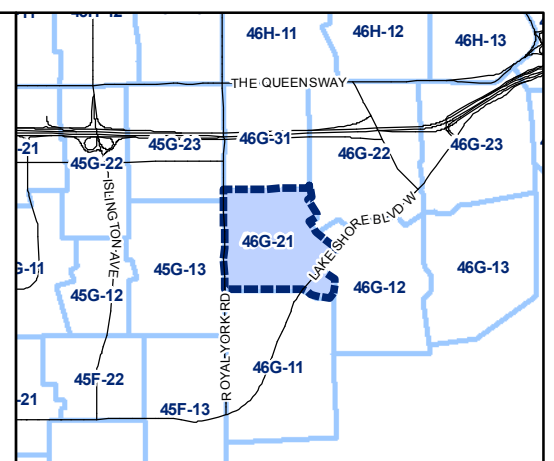 46H-11
46H-12
46H-13
THE QUEENSWAY
45G-23
46G-31
46G-22
46G-23
-21
45G-22
ISLINGTON AVE
LAKE SHORE BLVD W
46G-21
45G-13
46G-13
G-11
45G-12
46G-12
ROYAL YORK RD
46G-11
45F-22
-21
45F-13